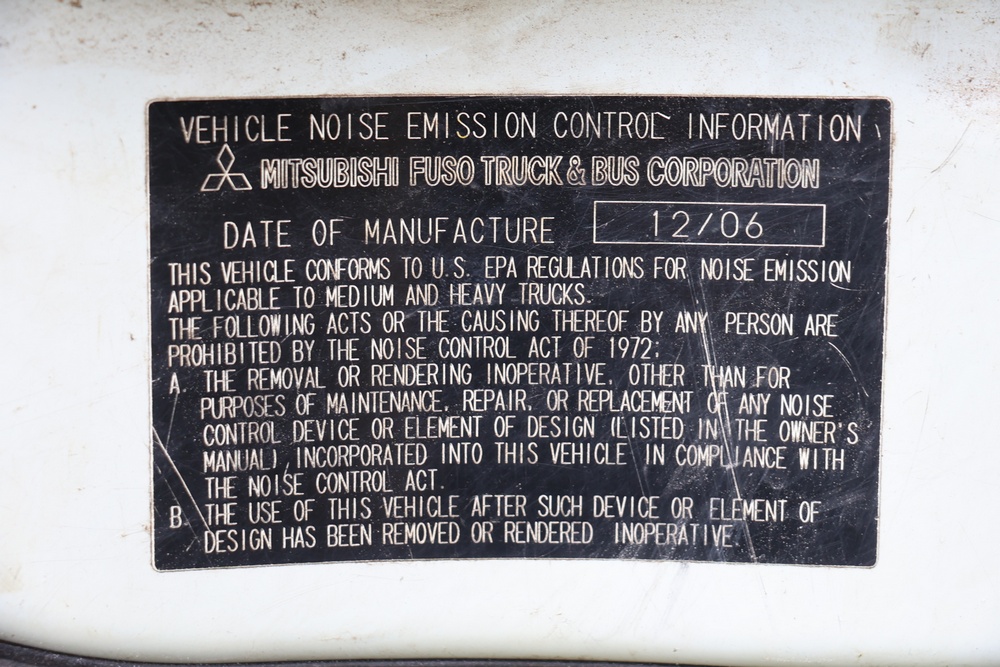 VEHICLE NOISE EMISSION CONTROL INFORMATION
MITSUBISHI FUSO TRUCK & BUS CORPORATION
DATE OF MANUFACTURE 12/06
THIS VEHICLE CONFORMS TO U.S. EPA REGULATIONS FOR NOISE EMISSION
APPLICABLE TO MEDIUM AND HEAVY TRUCKS.
THE FOLLOWING ACTS OR THE CAUSING THEREOF BY ANY PERSON ARE
PROHIBITED BY THE NOISE CONTROL ACT OF 1972:
A. THE REMOVAL OR RENDERING INOPERATIVE, OTHER THAN FOR
PURPOSES OF MAINTENANCE, REPAIR, OR REPLACEMENT OF ANY NOISE
CONTROL DEVICE OR ELEMENT OF DESIGN (LISTED IN THE OWNER'S
MANUAL) INCORPORATED INTO THIS VEHICLE IN COMPLIANCE WITH
THE NOISE CONTROL ACT.
B. THE USE OF THIS VEHICLE AFTER SUCH DEVICE OR ELEMENT OF
DESIGN HAS BEEN REMOVED OR RENDERED INOPERATIVE.